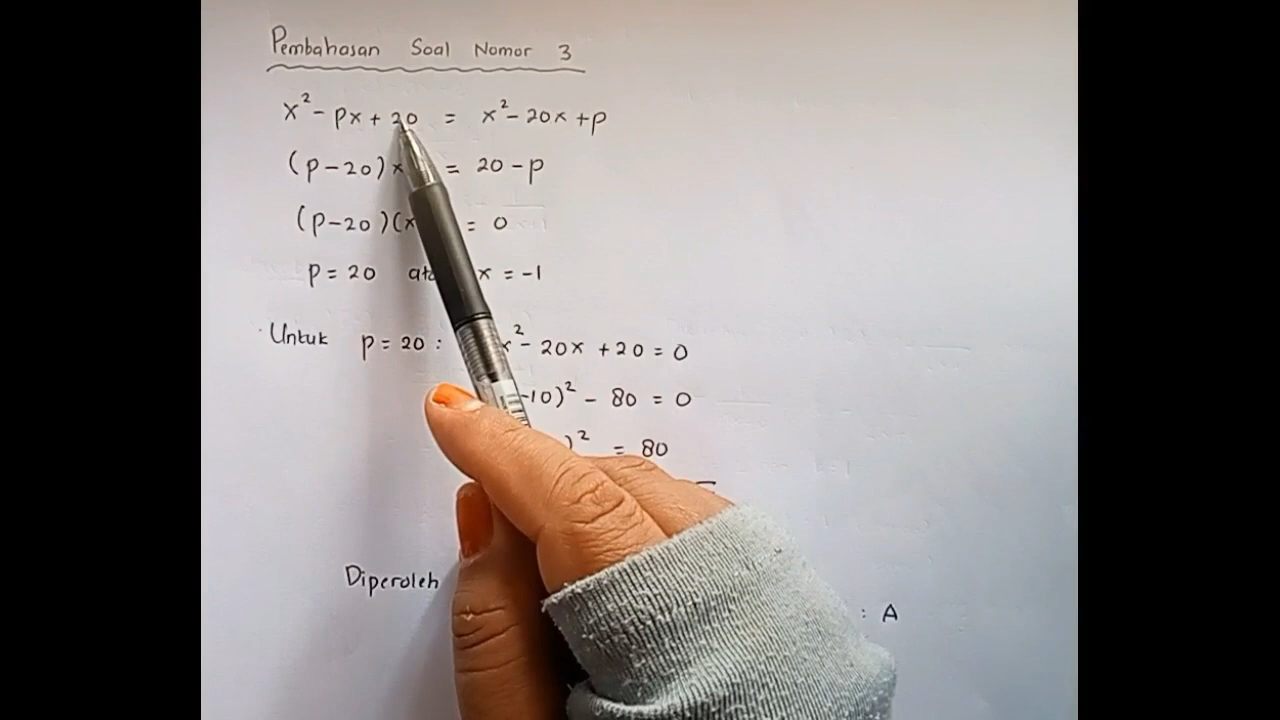 Pembahasan Soal Nomor 3
x² - px + 20 = x² - 20x + p
(p - 20) x = 20 - p
(p - 20)(x = 0
p = 20 x = -1
Untuk p = 20 : x² - 20x + 20 = 0
-10)² - 80 = 0
)² = 80
Diperoleh
: A